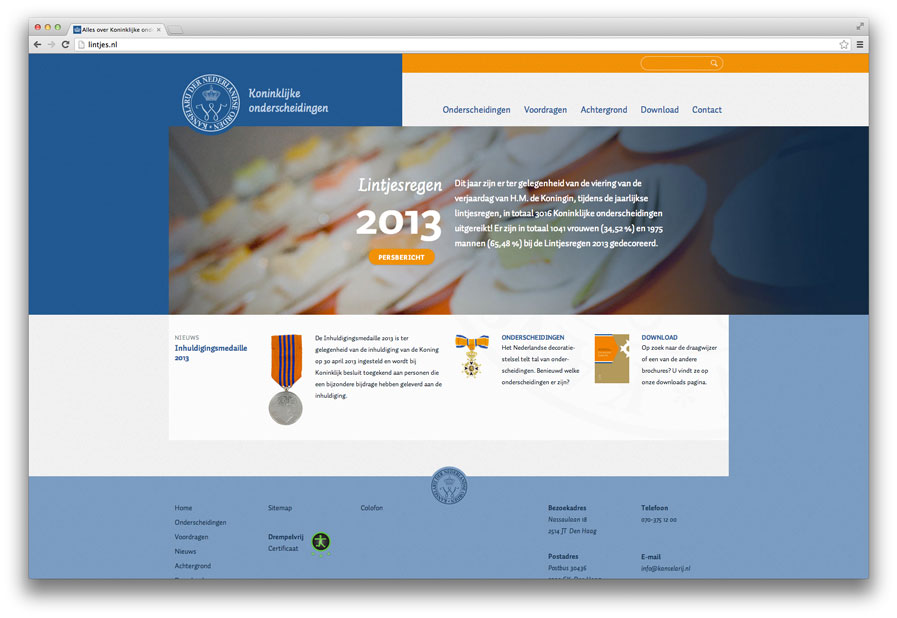 Alles over Koninklijke ond
lintjes.nl
KANSELARIJ DER NEDERLANDSE ORDEN
Koninklijke
onderscheidingen
Onderscheidingen Voordragen Achtergrond Download Contact
Lintjesregen
2013
PERSBERICHT
Dit jaar zijn er ter gelegenheid van de viering van de
verjaardag van H.M. de Koningin, tijdens de jaarlijkse
lintjesregen, in totaal 3016 Koninklijke onderscheidingen
uitgereikt! Er zijn in totaal 1041 vrouwen (34,52 %) en 1975
mannen (65,48 %) bij de Lintjesregen 2013 gedecoreerd.
NIEUWS
Inhuldigingsmedaille
2013
De Inhuldigingsmedaille 2013 is ter
gelegenheid van de inhuldiging van de Koning
op 30 april 2013 ingesteld en wordt bij
Koninklijk besluit toegekend aan personen die
een bijzondere bijdrage hebben geleverd aan de
inhuldiging.
ONDERSCHEIDINGEN
Het Nederlandse decoratie-
stelsel telt tal van onder-
scheidingen. Benieuwd welke
onderscheidingen er zijn?
DOWNLOAD
Op zoek naar de draagwijzer
of een van de andere
brochures? U vindt ze op
onze downloads pagina.
KANSELARIJ DER NEDERLANDSE ORDEN
Home
Onderscheidingen
Voordragen
Nieuws
Achtergrond
Sitemap
Drempelvrij
Certificaat
Colofon
Bezoekadres
Nassaulaan 18
2514 JT Den Haag
Postadres
Postbus 30436
Telefoon
070-375 12 00
E-mail
info@kanselarij.nl